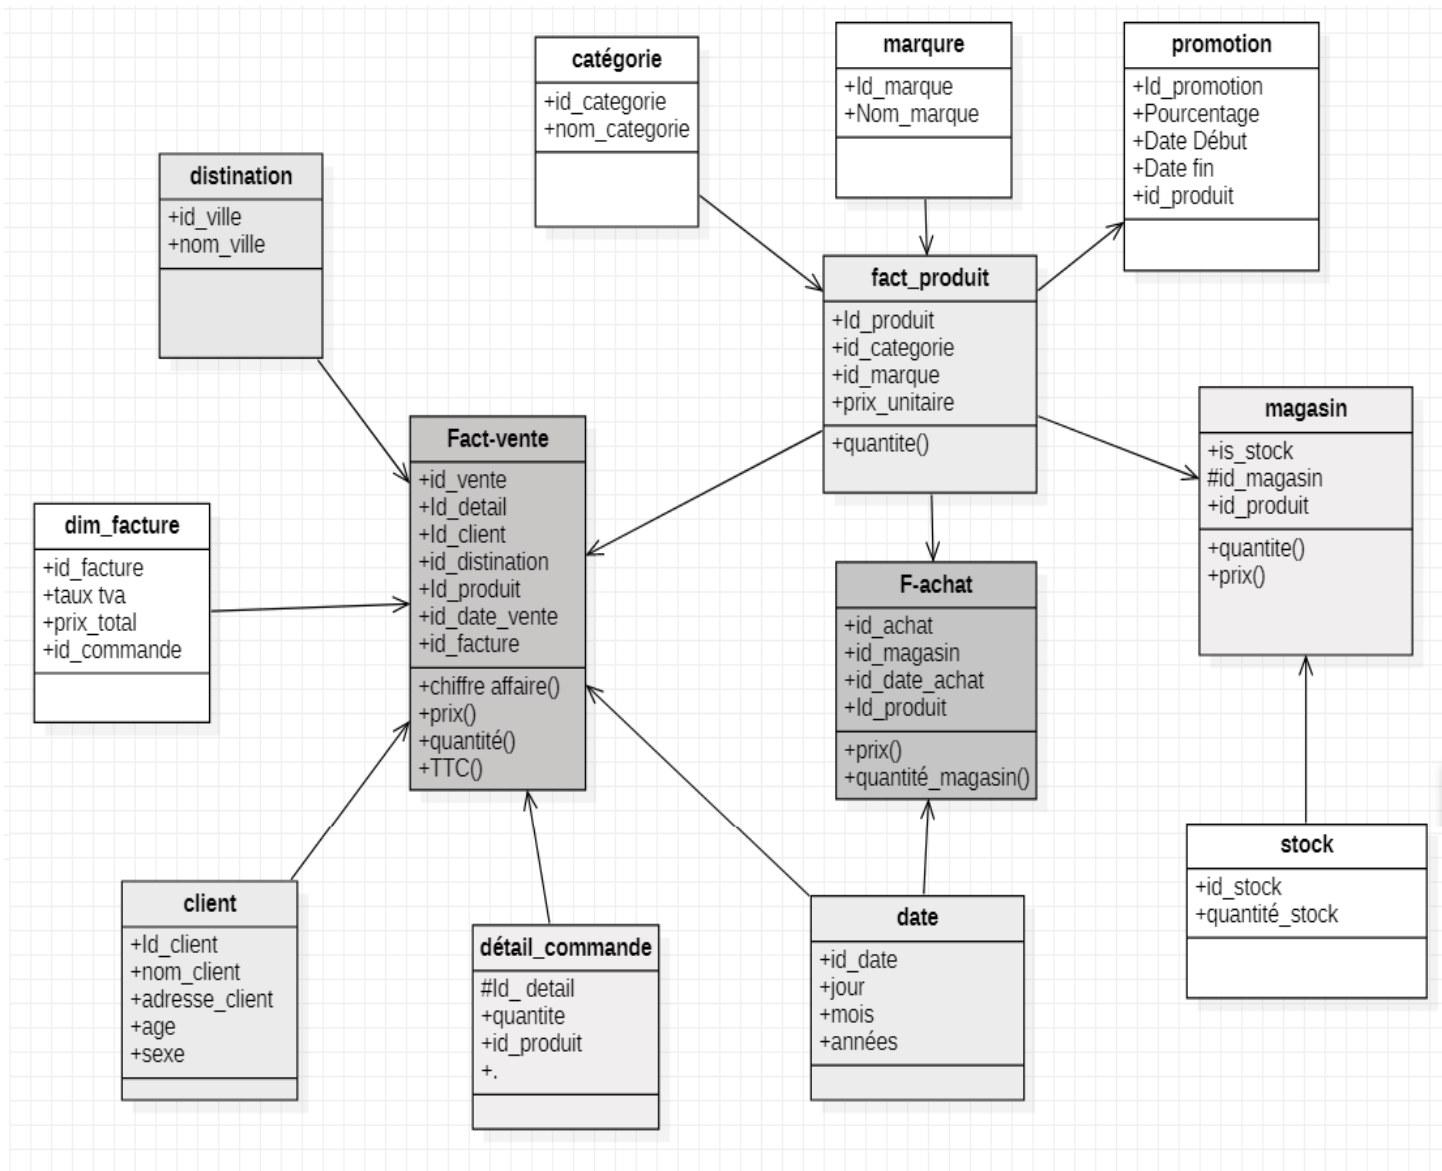 catégorie
+id_categorie
+nom_categorie
marqure
+Id_marque
+Nom_marque
promotion
+Id_promotion
+Pourcentage
+Date Début
+Date fin
+id_produit
distination
+id_ville
+nom_ville
fact_produit
+Id_produit
+id_categorie
+id_marque
+prix_unitaire
+quantite()
magasin
+is_stock
#id_magasin
+id_produit
+quantite()
+prix()
Fact-vente
+id_vente
+Id_detail
+Id_client
+id_distination
+Id_produit
+id_date_vente
+id_facture
+chiffre affaire()
+prix()
+quantité()
+TTC()
dim_facture
+id_facture
+taux tva
+prix_total
+id_commande
F-achat
+id_achat
+id_magasin
+id_date_achat
+Id_produit
+prix()
+quantité_magasin()
stock
+id_stock
+quantité_stock
client
+Id_client
+nom_client
+adresse_client
+age
+sexe
détail_commande
#Id_ detail
+quantite
+id_produit
+.
date
+id_date
+jour
+mois
+années